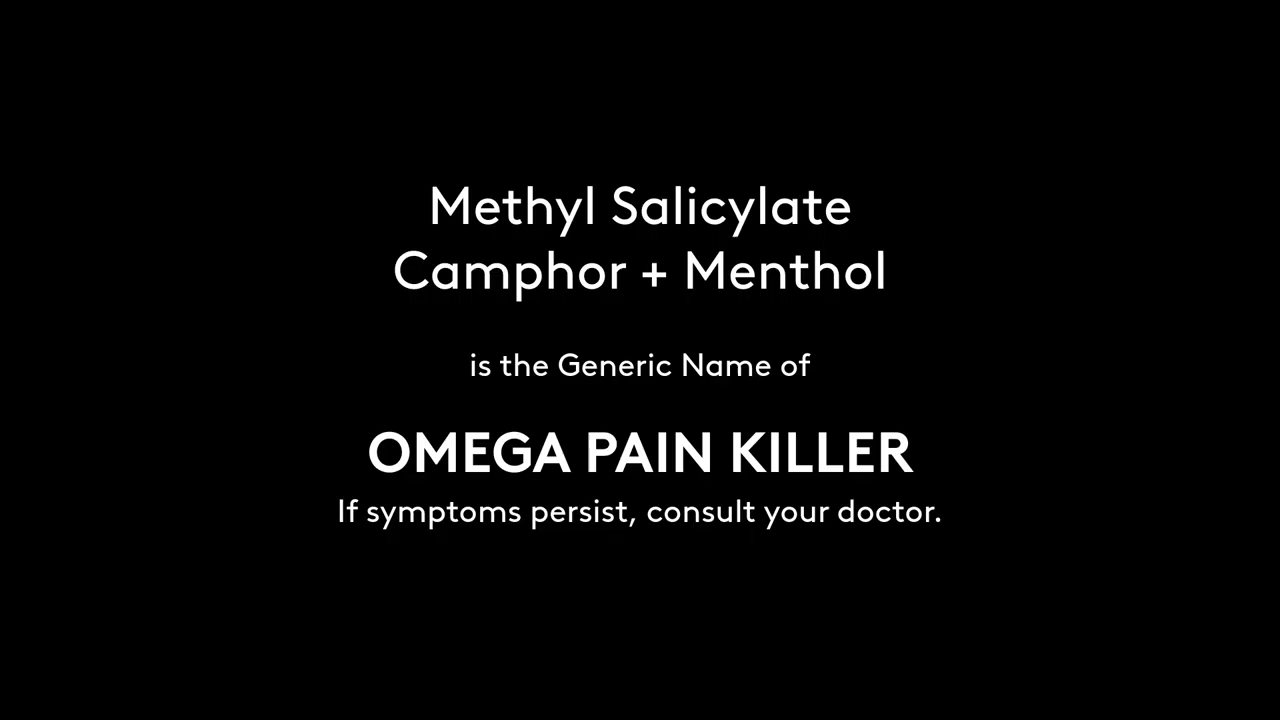 Methyl Salicylate
Camphor + Menthol
is the Generic Name of
OMEGA PAIN KILLER
If symptoms persist, consult your doctor.